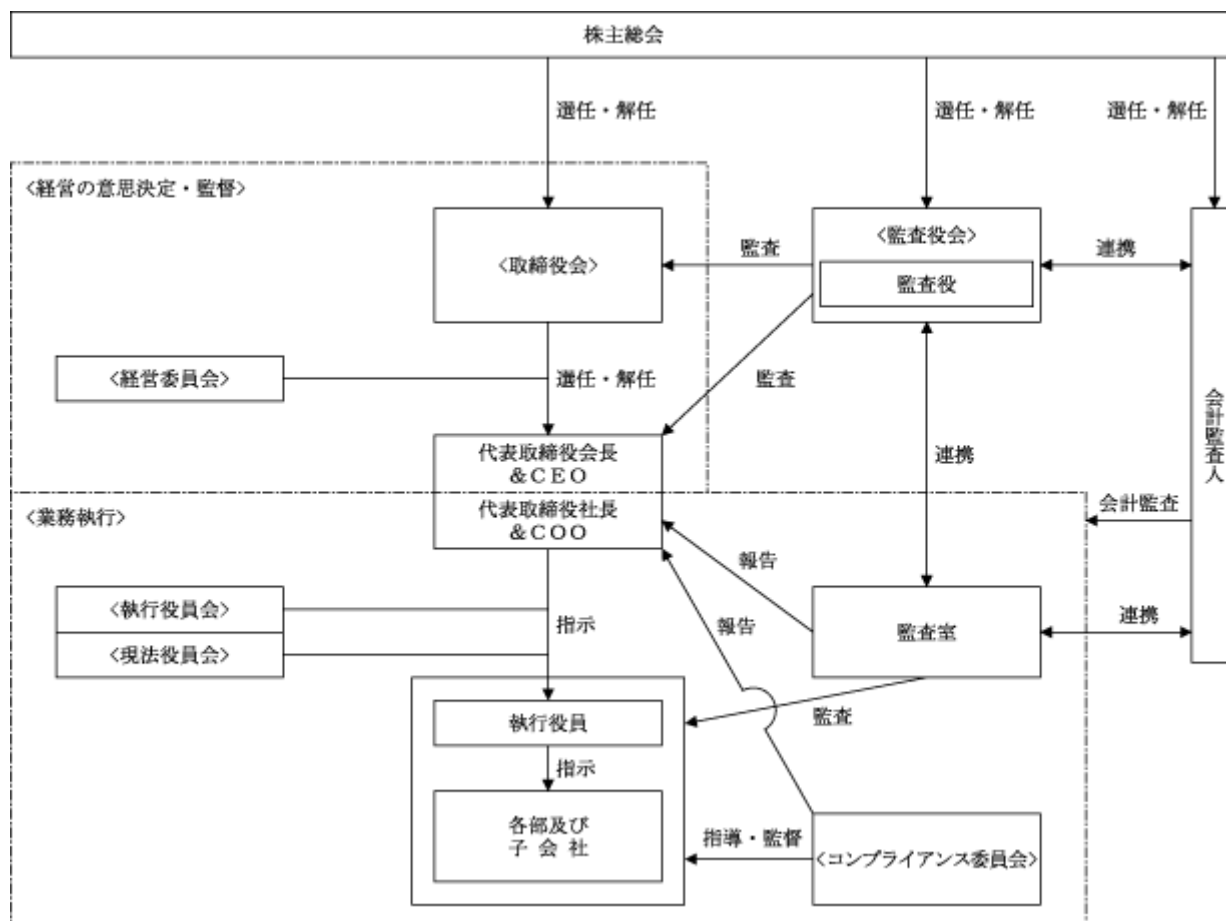 株主総会
選任・解任
選任・解任
選任・解任
<経営の意思決定・監督>
<取締役会>
監査
<監査役会>
監査役
連携
<経営委員会>
選任・解任
監査
代表取締役会長
&CEO
連携
会計監査人
<業務執行>
代表取締役社長
&COO
会計監査
報告
<執行役員会>
指示
報告
監査室
連携
<現法役員会>
執行役員
監査
指示
各部及び
子会社
指導・監督
<コンプライアンス委員会>